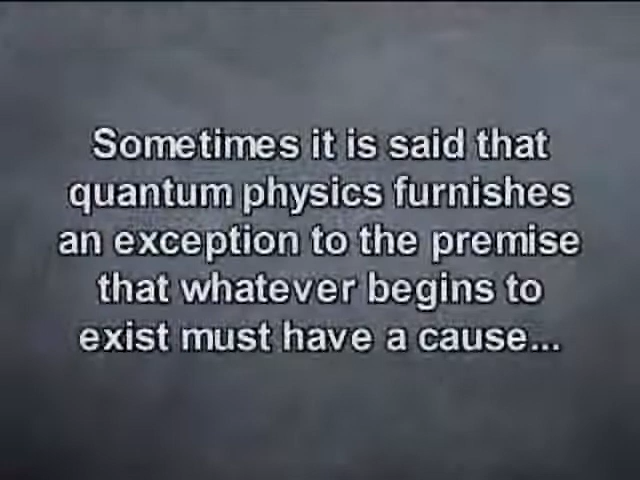 Sometimes it is said that
quantum physics furnishes
an exception to the premise
that whatever begins to
exist must have a cause...